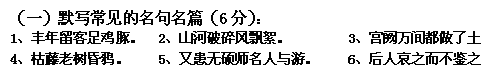 （一）默写常见的名句名篇（6分）：
1、丰年留客足鸡豚。 2、山河破碎风飘絮。 3、宫阙万间都做了土
4、枯藤老树昏鸦。 5、又患无硕师名人与游。 6、后人哀之而不鉴之